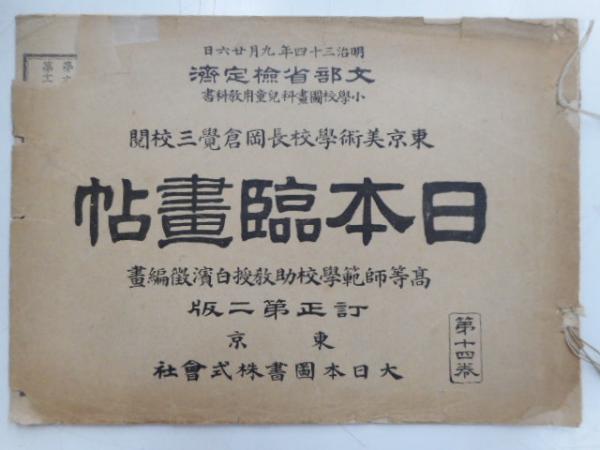 明治三十四年九月廿六日
文部省檢定濟
小學校圖畫科兒童用教科書
東京美術學校長岡倉覺三校閲
日本臨畫帖
高等師範學校助教授白濱徵編畫
訂正第二版
東京
大日本圖書株式會社
第十四卷